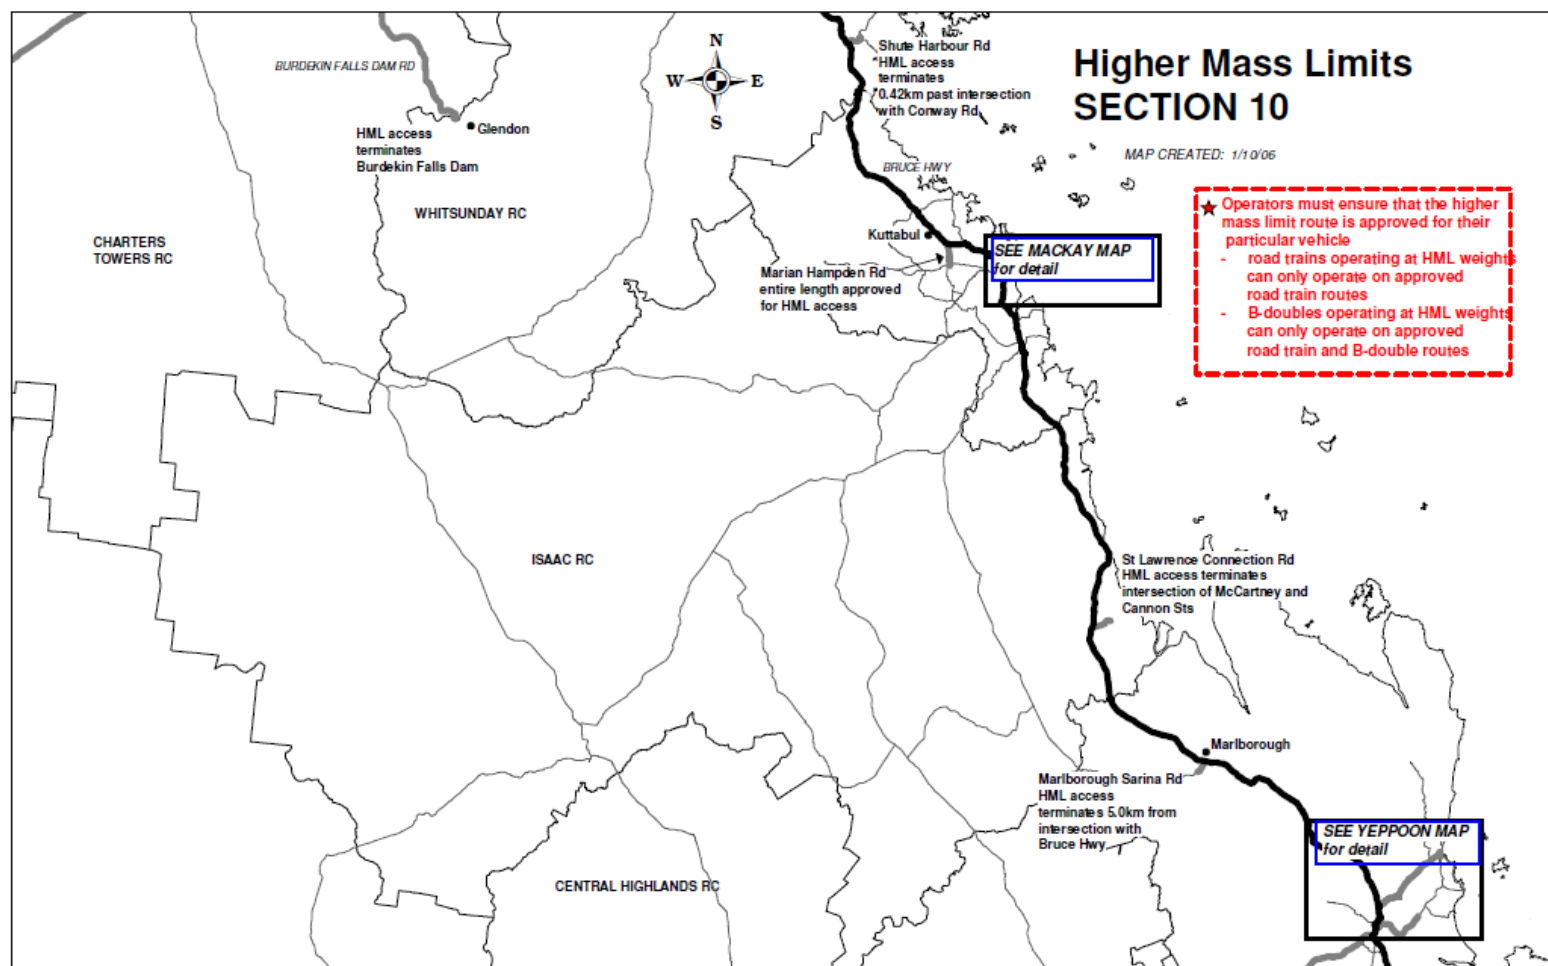 Higher Mass Limits
SECTION 10
MAP CREATED: 1/10/06
N
W
E
S
BURDEKIN FALLS DAM RD
Glendon
HML access
terminates
Burdekin Falls Dam
WHITSUNDAY RC
CHARTERS
TOWERS RC
Shute Harbour Rd
*HML access
terminates
*0.42km past intersection
with Conway Rd
BRUCE HWY
Kuttabul
SEE MACKAY MAP
for detail
Marian Hampden Rd
entire length approved
for HML access
Operators must ensure that the higher
mass limit route is approved for their
particular vehicle
- road trains operating at HML weights
can only operate on approved
road train routes
- B-doubles operating at HML weights
can only operate on approved
road train and B-double routes
ISAAC RC
St Lawrence Connection Rd
HML access terminates
intersection of McCartney and
Cannon Sts
Marlborough
Marlborough Sarina Rd
HML access
terminates 5.0km from
intersection with
Bruce Hwy
SEE YEPPOON MAP
for detail
CENTRAL HIGHLANDS RC